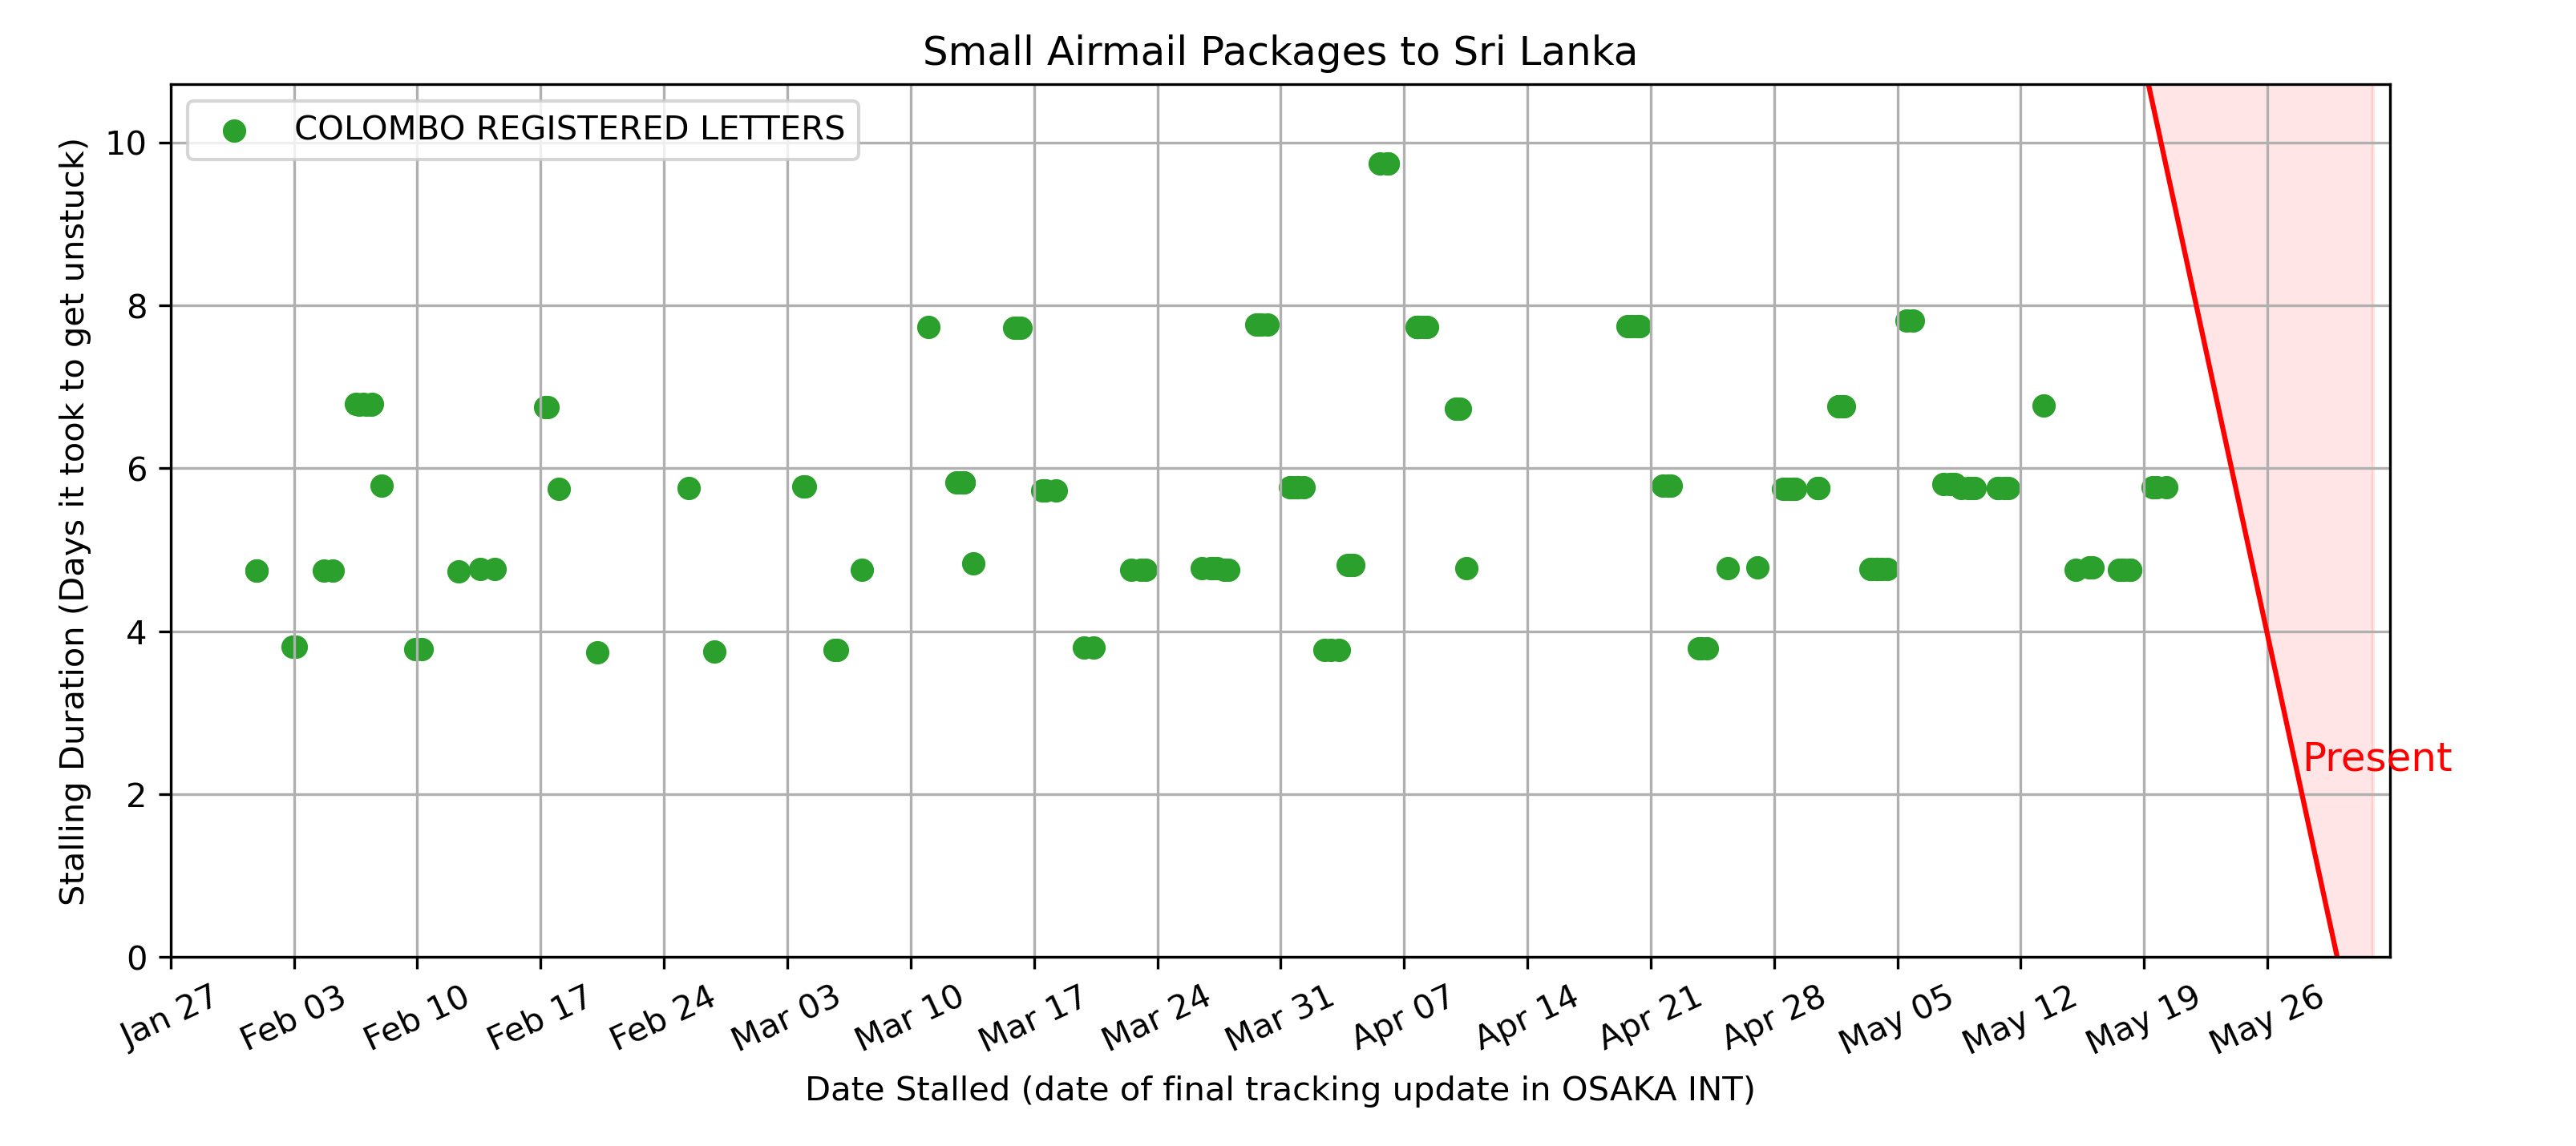 Small Airmail Packages to Sri Lanka
COLOMBO REGISTERED LETTERS
Stalling Duration (Days it took to get unstuck)
10
8
6
4
2
0
Present
Jan 27
Feb 03
Feb 10
Feb 17
Feb 24
Mar 03
Mar 10
Mar 17
Mar 24
Mar 31
Apr 07
Apr 14
Apr 21
Apr 28
May 05
May 12
May 19
May 26
Date Stalled (date of final tracking update in OSAKA INT)